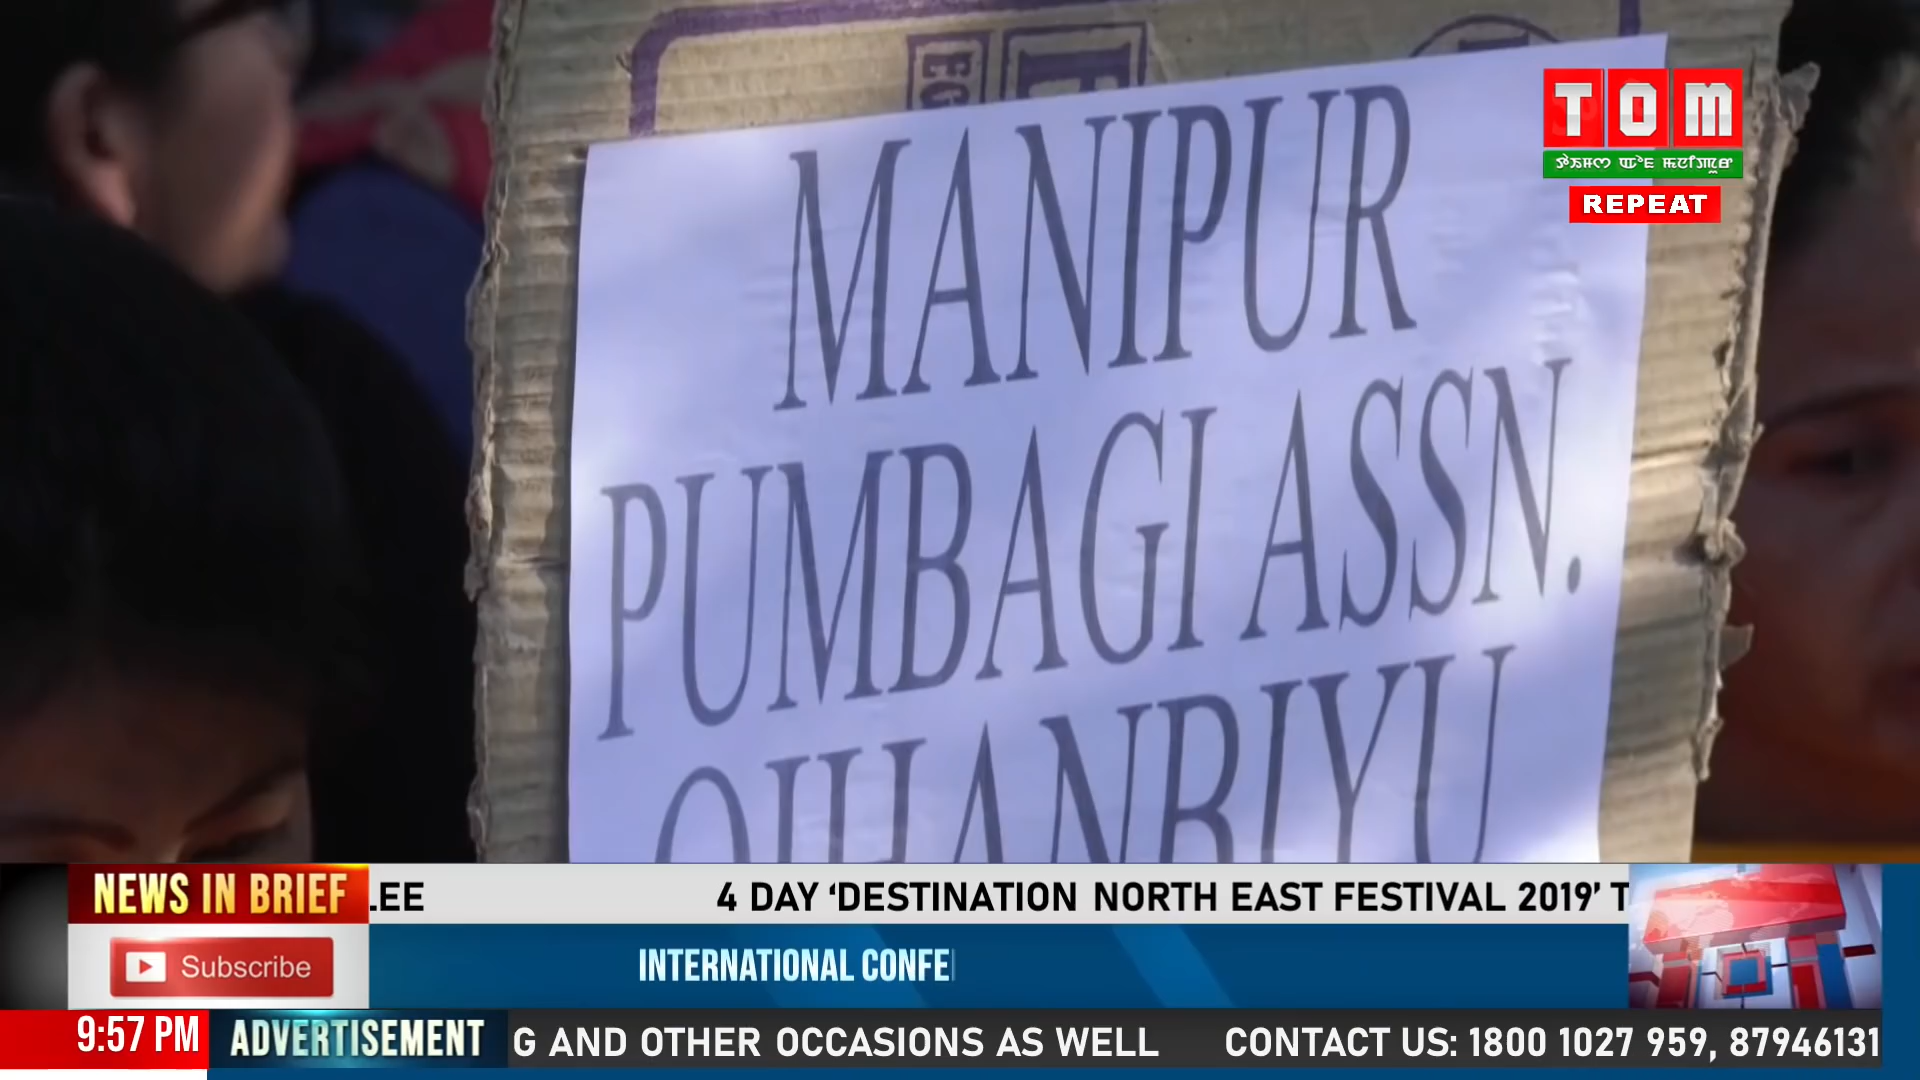 MANIPUR
PUMBAGI ASSN.
TOM
REPEAT
NEWS IN BRIEF
LEE 4 DAY ‘DESTINATION NORTH EAST FESTIVAL 2019’ T
Subscribe
INTERNATIONAL CONFE
9:57 PM
ADVERTISEMENT
G AND OTHER OCCASIONS AS WELL CONTACT US: 1800 1027 959, 87946131